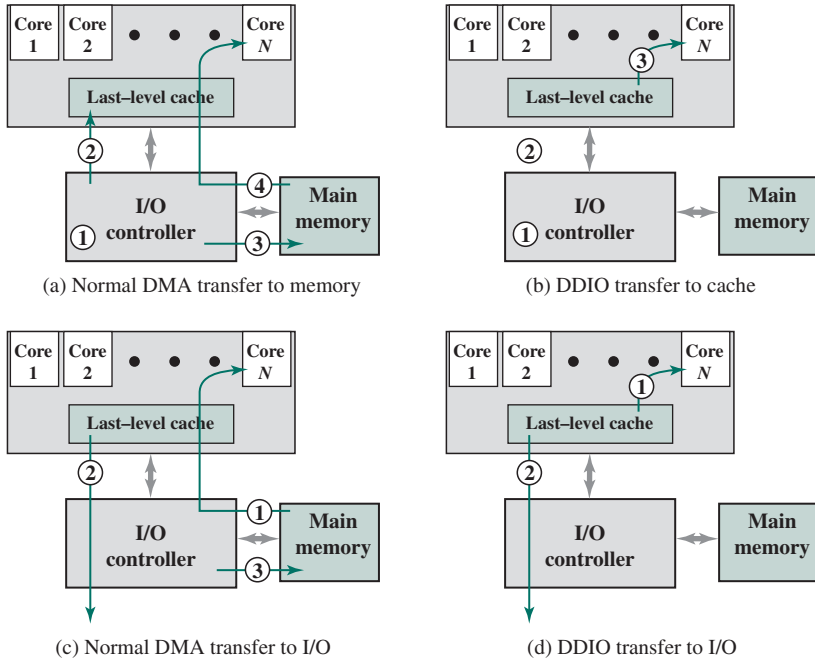 Core 1
Core 2
Core N
Last–level cache
2
4
I/O controller
1
3
Main memory
(a) Normal DMA transfer to memory
Core 1
Core 2
Core N
3
Last–level cache
2
I/O controller
1
Main memory
(b) DDIO transfer to cache
Core 1
Core 2
Core N
Last–level cache
2
1
I/O controller
3
Main memory
(c) Normal DMA transfer to I/O
Core 1
Core 2
Core N
1
Last–level cache
2
I/O controller
Main memory
(d) DDIO transfer to I/O